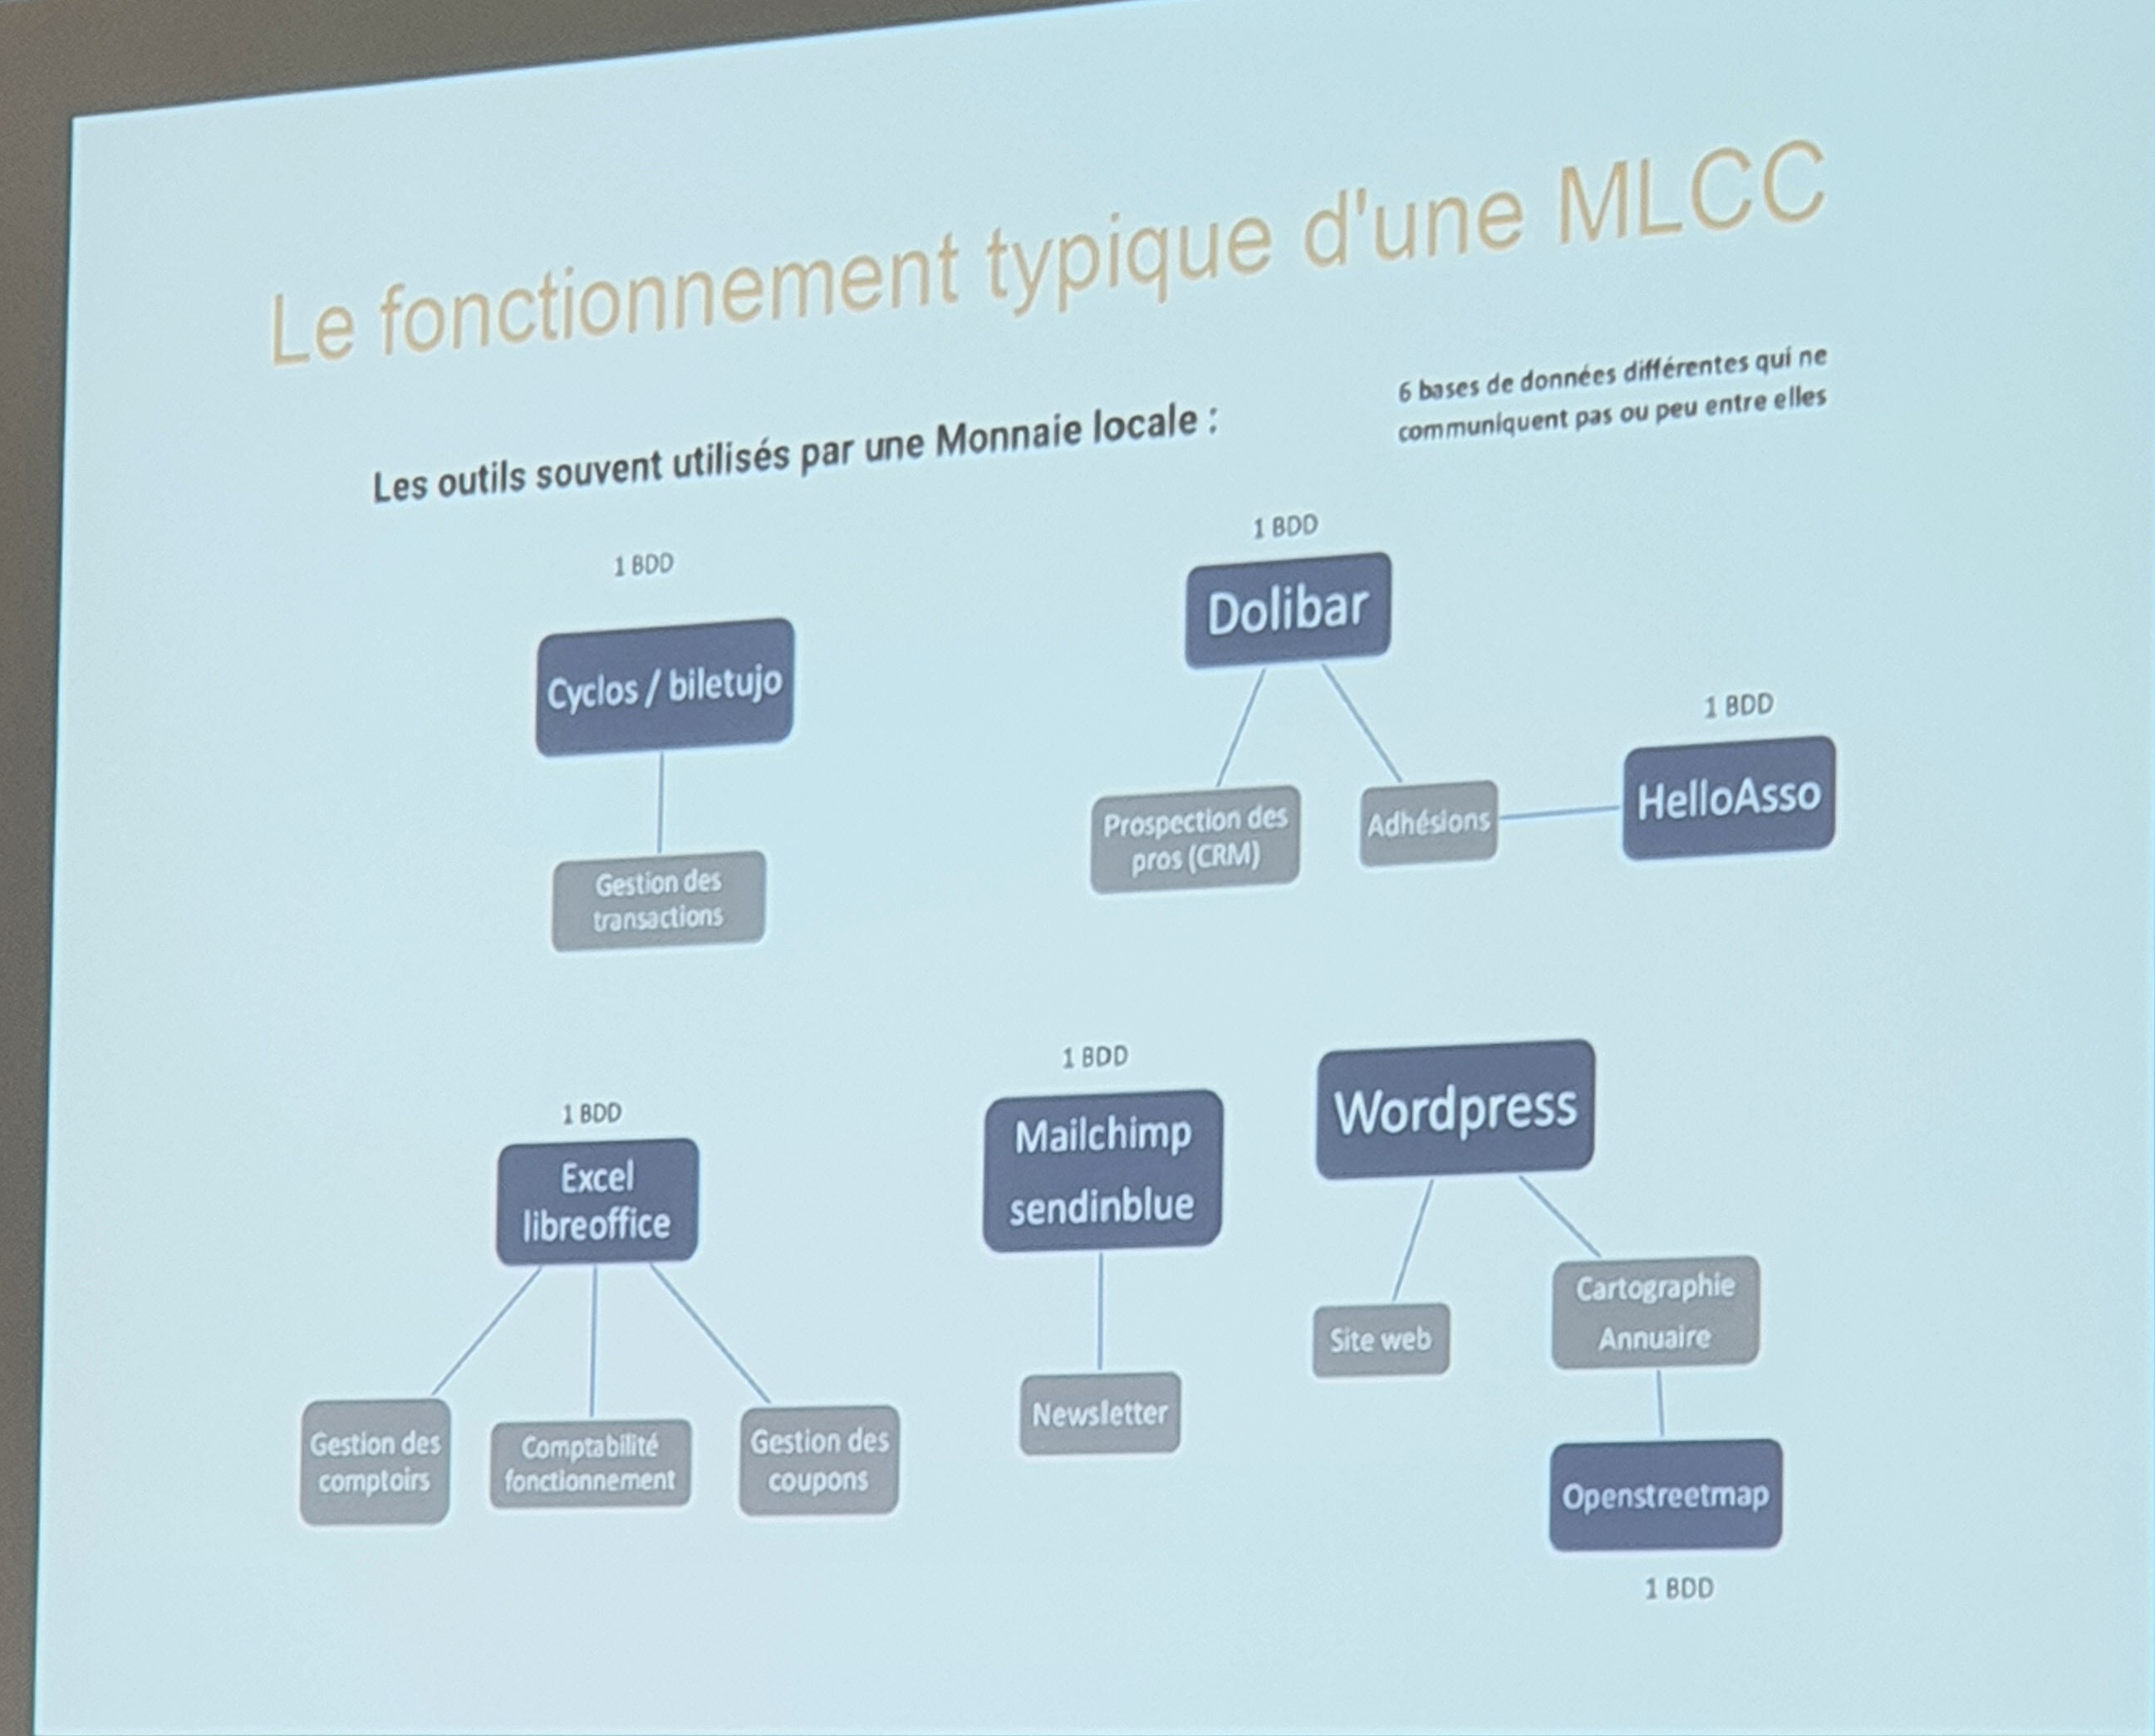 Le fonctionnement typique d'une MLCC
6 bases de données différentes qui ne
communiquent pas ou peu entre elles
Les outils souvent utilisés par une Monnaie locale :
1 BDD
Cyclos / biletujo
Gestion des
transactions
1 BDD
Dolibar
Prospection des
pros (CRM)
Adhésions
1 BDD
HelloAsso
1 BDD
Excel
libreoffice
Gestion des
comptoirs
Comptabilité
fonctionnement
Gestion des
coupons
1 BDD
Mailchimp
sendinblue
Newsletter
Wordpress
Site web
Cartographie
Annuaire
Openstreetmap
1 BDD